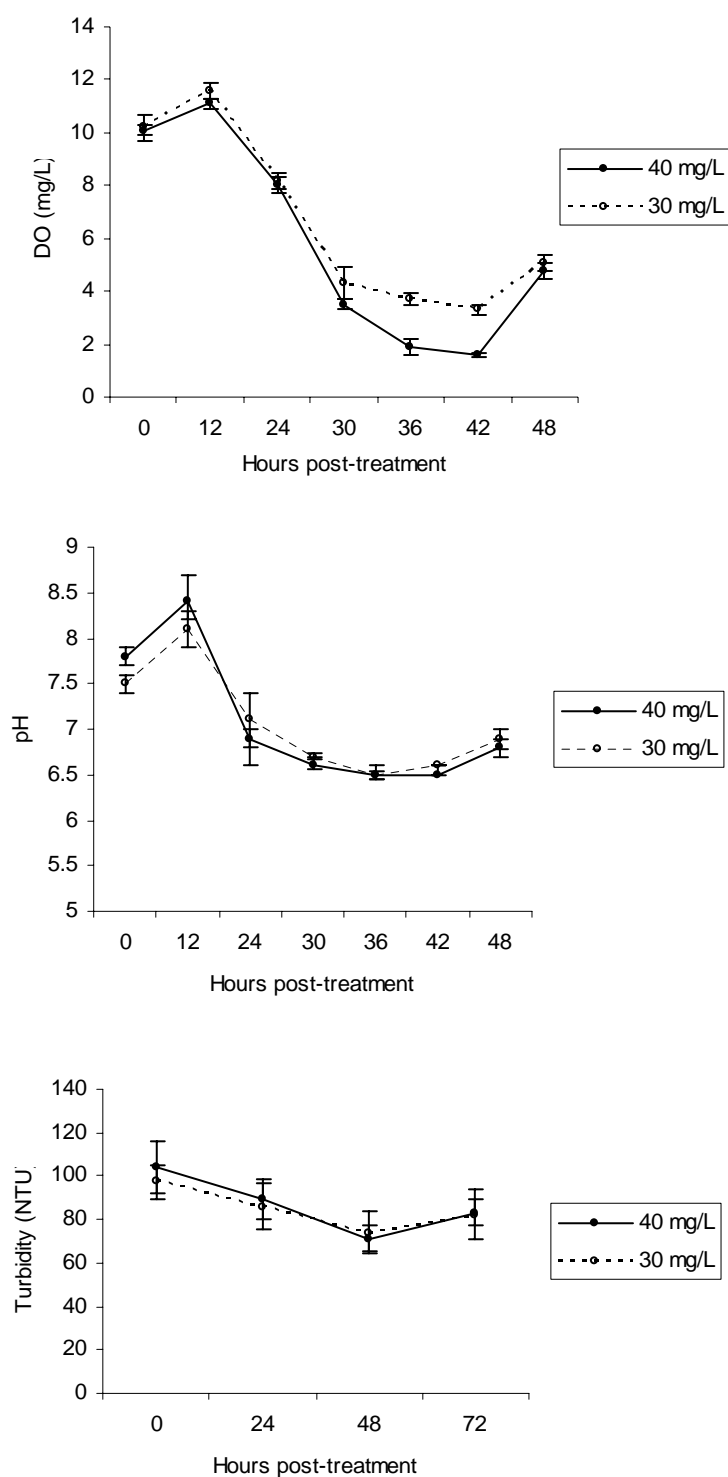 14
12
10
8
6
4
2
0
DO (mg/L)
0 12 24 30 36 42 48
Hours post-treatment
40 mg/L
30 mg/L
9
8.5
8
7.5
7
6.5
6
5.5
5
pH
0 12 24 30 36 42 48
Hours post-treatment
40 mg/L
30 mg/L
140
120
100
80
60
40
20
0
Turbidity (NTU)
0 24 48 72
Hours post-treatment
40 mg/L
30 mg/L